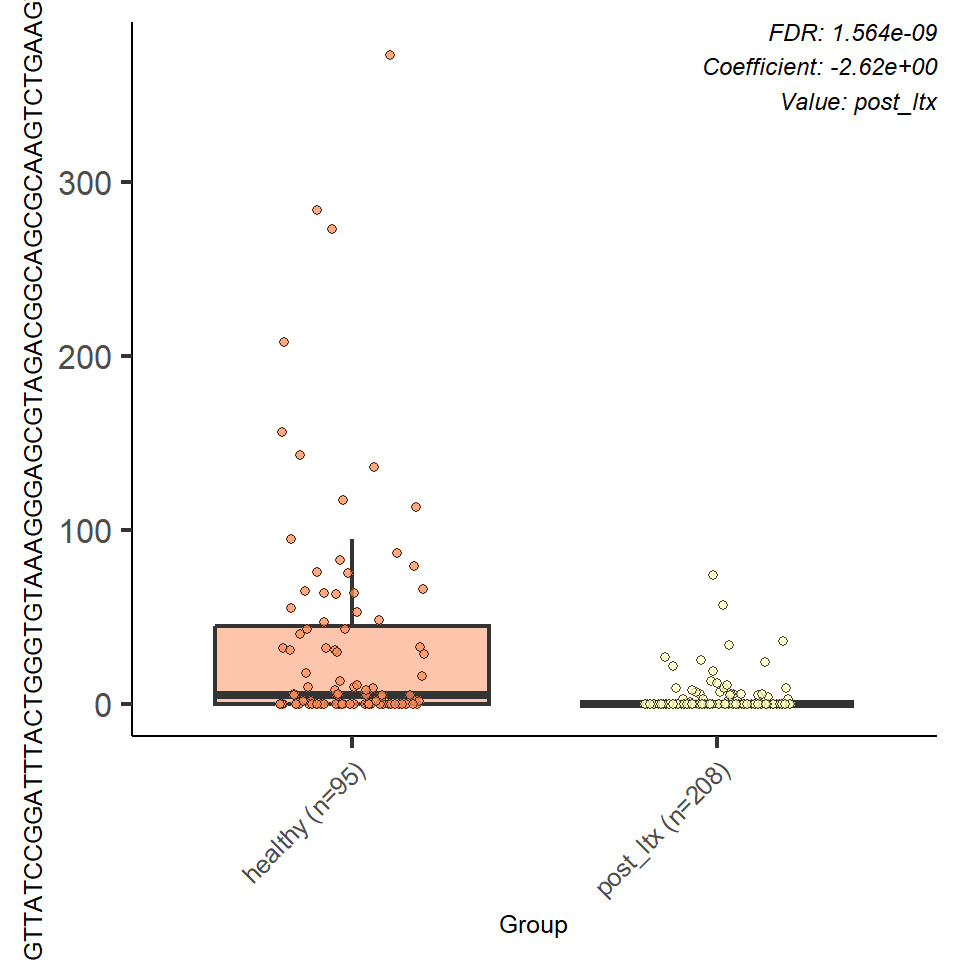 FDR: 1.564e-09
Coefficient: -2.62e+00
Value: post_ltx
GTTATCCGGATTTACTGGGTGTAAAGGGAGCGTAGACGGCAGCGCAAGTCTGAAG
300
200
100
0
healthy (n=95)
post_ltx (n=208)
Group